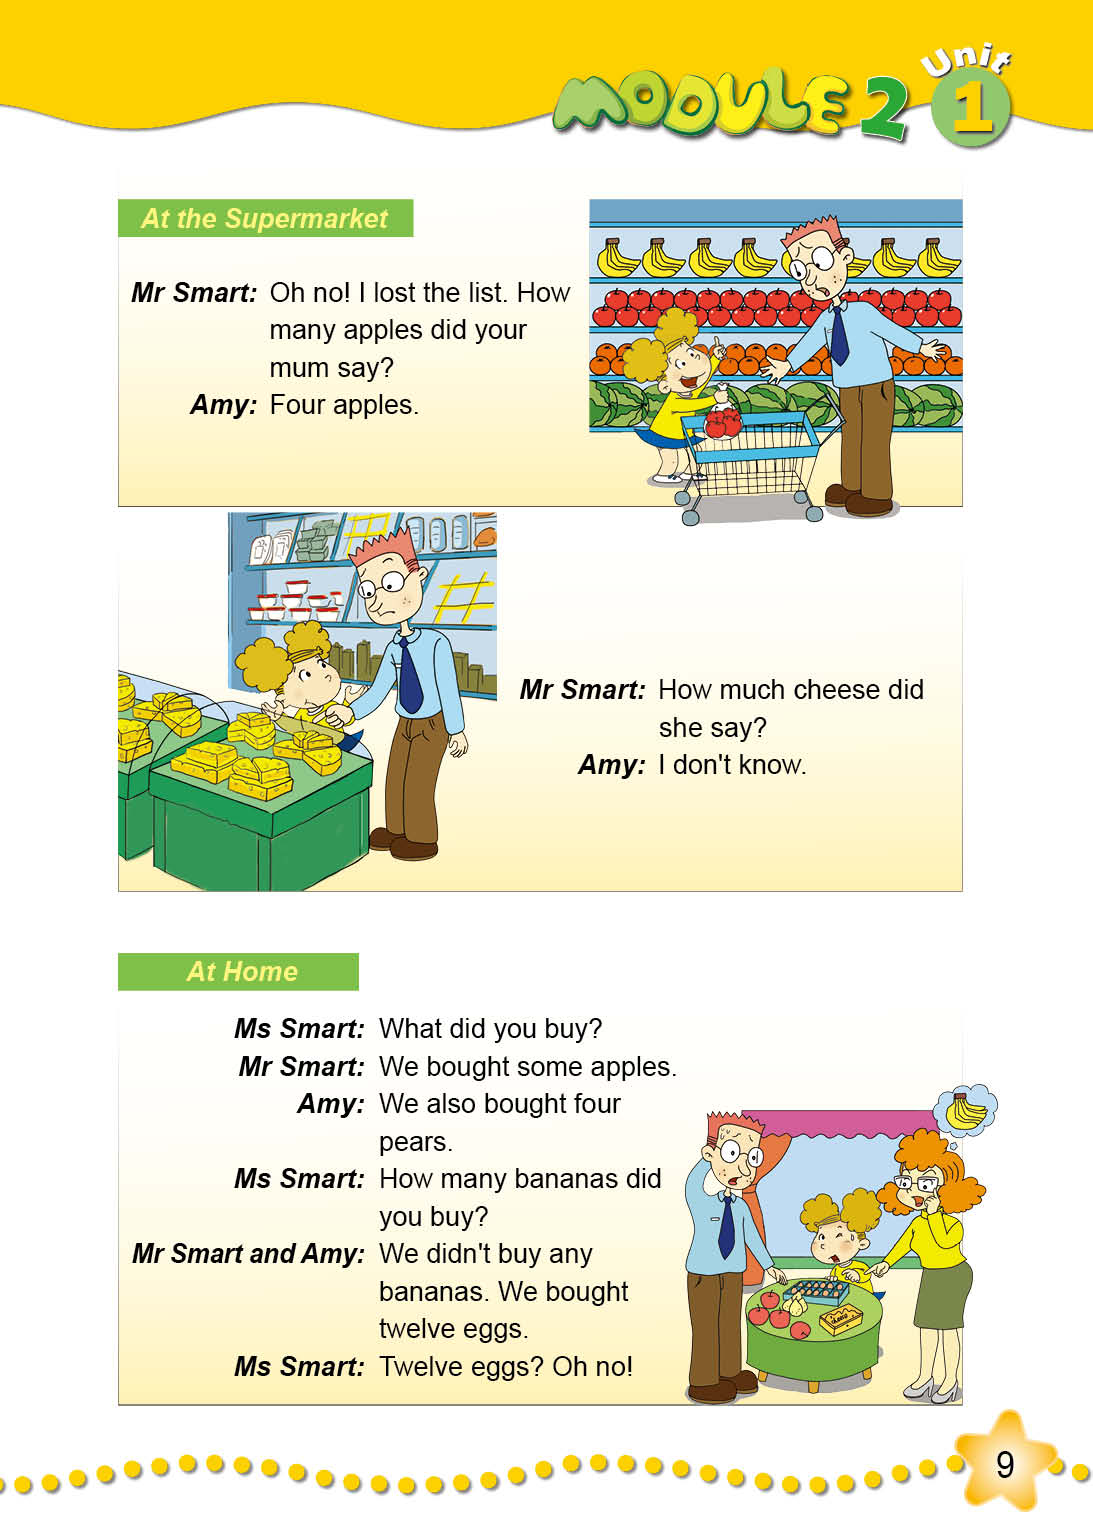 MODULE 2 Unit 1
At the Supermarket
Mr Smart: Oh no! I lost the list. How
many apples did your
mum say?
Amy: Four apples.
Mr Smart: How much cheese did
she say?
Amy: I don't know.
At Home
Ms Smart: What did you buy?
Mr Smart: We bought some apples.
Amy: We also bought four
pears.
Ms Smart: How many bananas did
you buy?
Mr Smart and Amy: We didn't buy any
bananas. We bought
twelve eggs.
Ms Smart: Twelve eggs? Oh no!
9